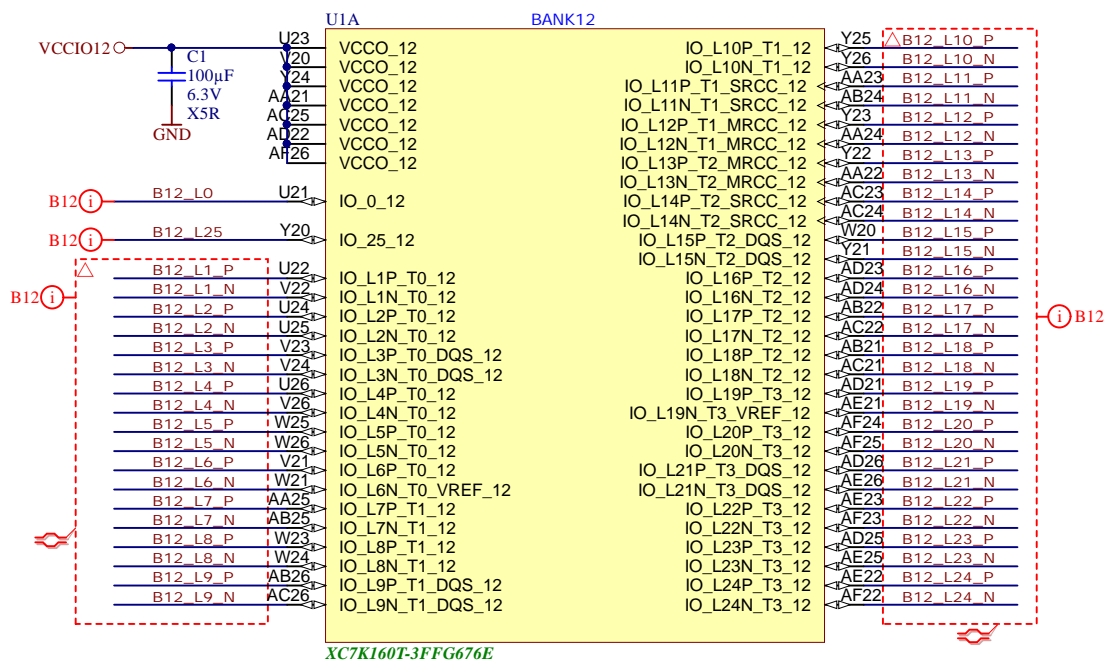 U1A BANK12
VCCIO12
C1
100µF
6.3V
X5R
GND
U23 VCCO_12
V20 VCCO_12
Y24 VCCO_12
AA21 VCCO_12
AC25 VCCO_12
AD22 VCCO_12
AF26 VCCO_12
B12 i B12_L0 U21 IO_0_12
B12 i B12_L25 Y20 IO_25_12
B12 i
B12_L1_P U22 IO_L1P_T0_12
B12_L1_N V22 IO_L1N_T0_12
B12_L2_P U24 IO_L2P_T0_12
B12_L2_N U25 IO_L2N_T0_12
B12_L3_P V23 IO_L3P_T0_DQS_12
B12_L3_N V24 IO_L3N_T0_DQS_12
B12_L4_P U26 IO_L4P_T0_12
B12_L4_N V26 IO_L4N_T0_12
B12_L5_P W25 IO_L5P_T0_12
B12_L5_N W26 IO_L5N_T0_12
B12_L6_P V21 IO_L6P_T0_12
B12_L6_N W21 IO_L6N_T0_VREF_12
B12_L7_P AA25 IO_L7P_T1_12
B12_L7_N AB25 IO_L7N_T1_12
B12_L8_P W23 IO_L8P_T1_12
B12_L8_N W24 IO_L8N_T1_12
B12_L9_P AB26 IO_L9P_T1_DQS_12
B12_L9_N AC26 IO_L9N_T1_DQS_12
IO_L10P_T1_12 Y25 B12_L10_P
IO_L10N_T1_12 Y26 B12_L10_N
IO_L11P_T1_SRCC_12 AA23 B12_L11_P
IO_L11N_T1_SRCC_12 AB24 B12_L11_N
IO_L12P_T1_MRCC_12 Y23 B12_L12_P
IO_L12N_T1_MRCC_12 AA24 B12_L12_N
IO_L13P_T2_MRCC_12 Y22 B12_L13_P
IO_L13N_T2_MRCC_12 AA22 B12_L13_N
IO_L14P_T2_SRCC_12 AC23 B12_L14_P
IO_L14N_T2_SRCC_12 AC24 B12_L14_N
IO_L15P_T2_DQS_12 W20 B12_L15_P
IO_L15N_T2_DQS_12 Y21 B12_L15_N
IO_L16P_T2_12 AD23 B12_L16_P
IO_L16N_T2_12 AD24 B12_L16_N
IO_L17P_T2_12 AB22 B12_L17_P
IO_L17N_T2_12 AC22 B12_L17_N
IO_L18P_T2_12 AB21 B12_L18_P
IO_L18N_T2_12 AC21 B12_L18_N
IO_L19P_T3_12 AD21 B12_L19_P
IO_L19N_T3_VREF_12 AE21 B12_L19_N
IO_L20P_T3_12 AF24 B12_L20_P
IO_L20N_T3_12 AF25 B12_L20_N
IO_L21P_T3_DQS_12 AD26 B12_L21_P
IO_L21N_T3_DQS_12 AE26 B12_L21_N
IO_L22P_T3_12 AE23 B12_L22_P
IO_L22N_T3_12 AF23 B12_L22_N
IO_L23P_T3_12 AD25 B12_L23_P
IO_L23N_T3_12 AE25 B12_L23_N
IO_L24P_T3_12 AE22 B12_L24_P
IO_L24N_T3_12 AF22 B12_L24_N
i B12
XC7K160T-3FFG676E